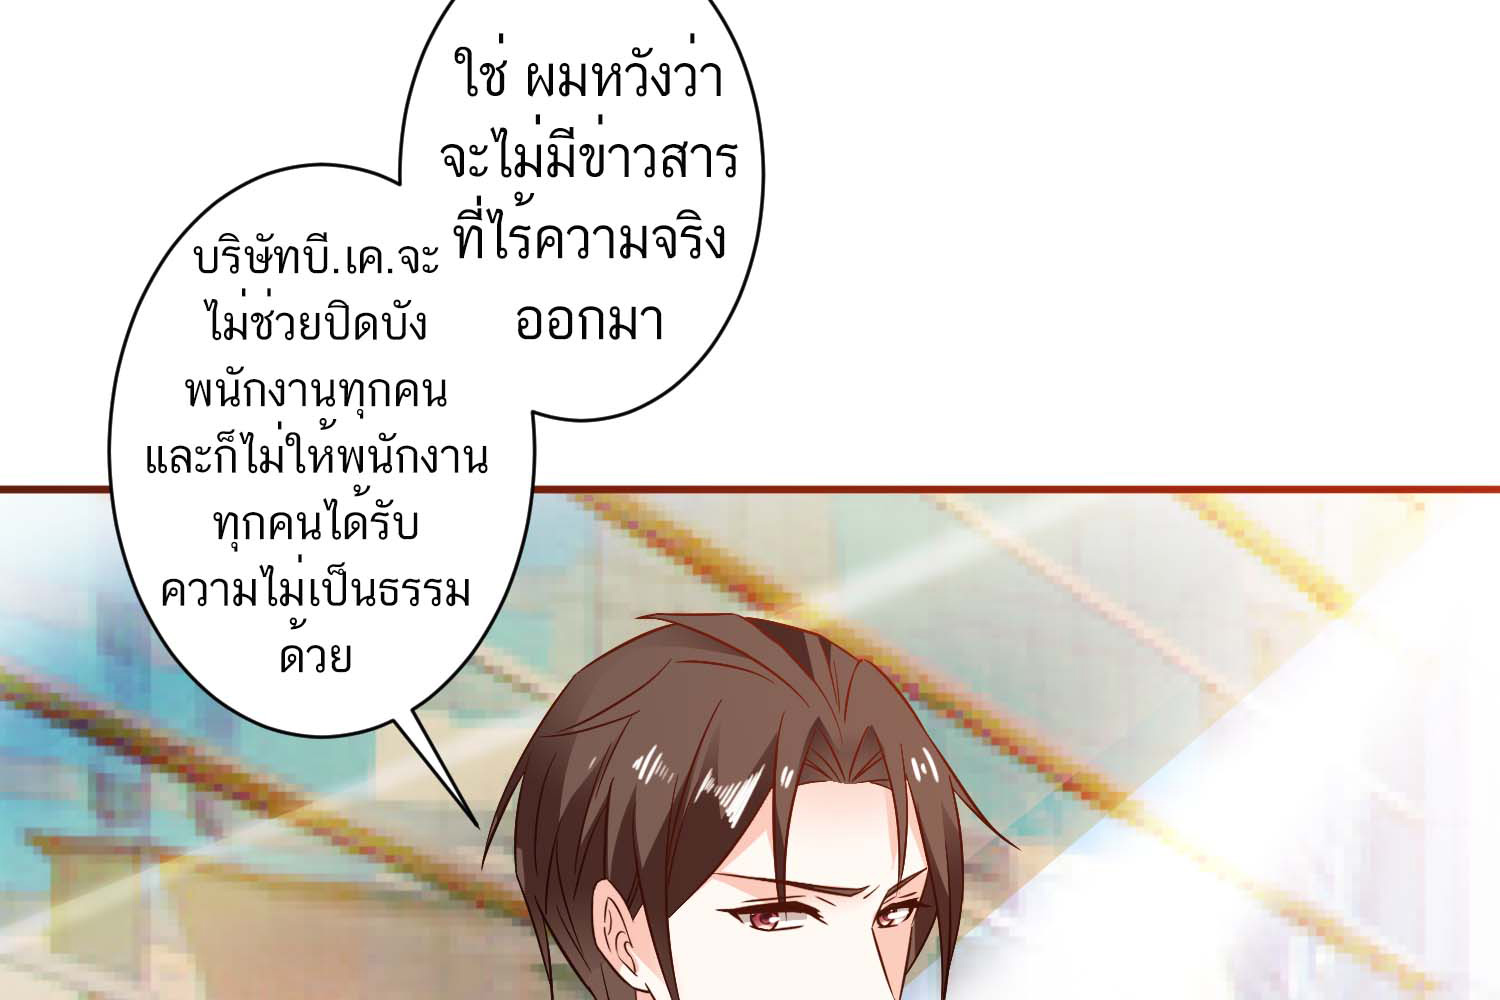 ใช่ ผมหวังว่า
จะไม่มีข่าวสาร
ที่ไร้ความจริง
ออกมา
บริษัทบี.เค.จะ
ไม่ช่วยปิดบัง
พนักงานทุกคน
และก็ไม่ให้พนักงาน
ทุกคนได้รับ
ความไม่เป็นธรรม
ด้วย